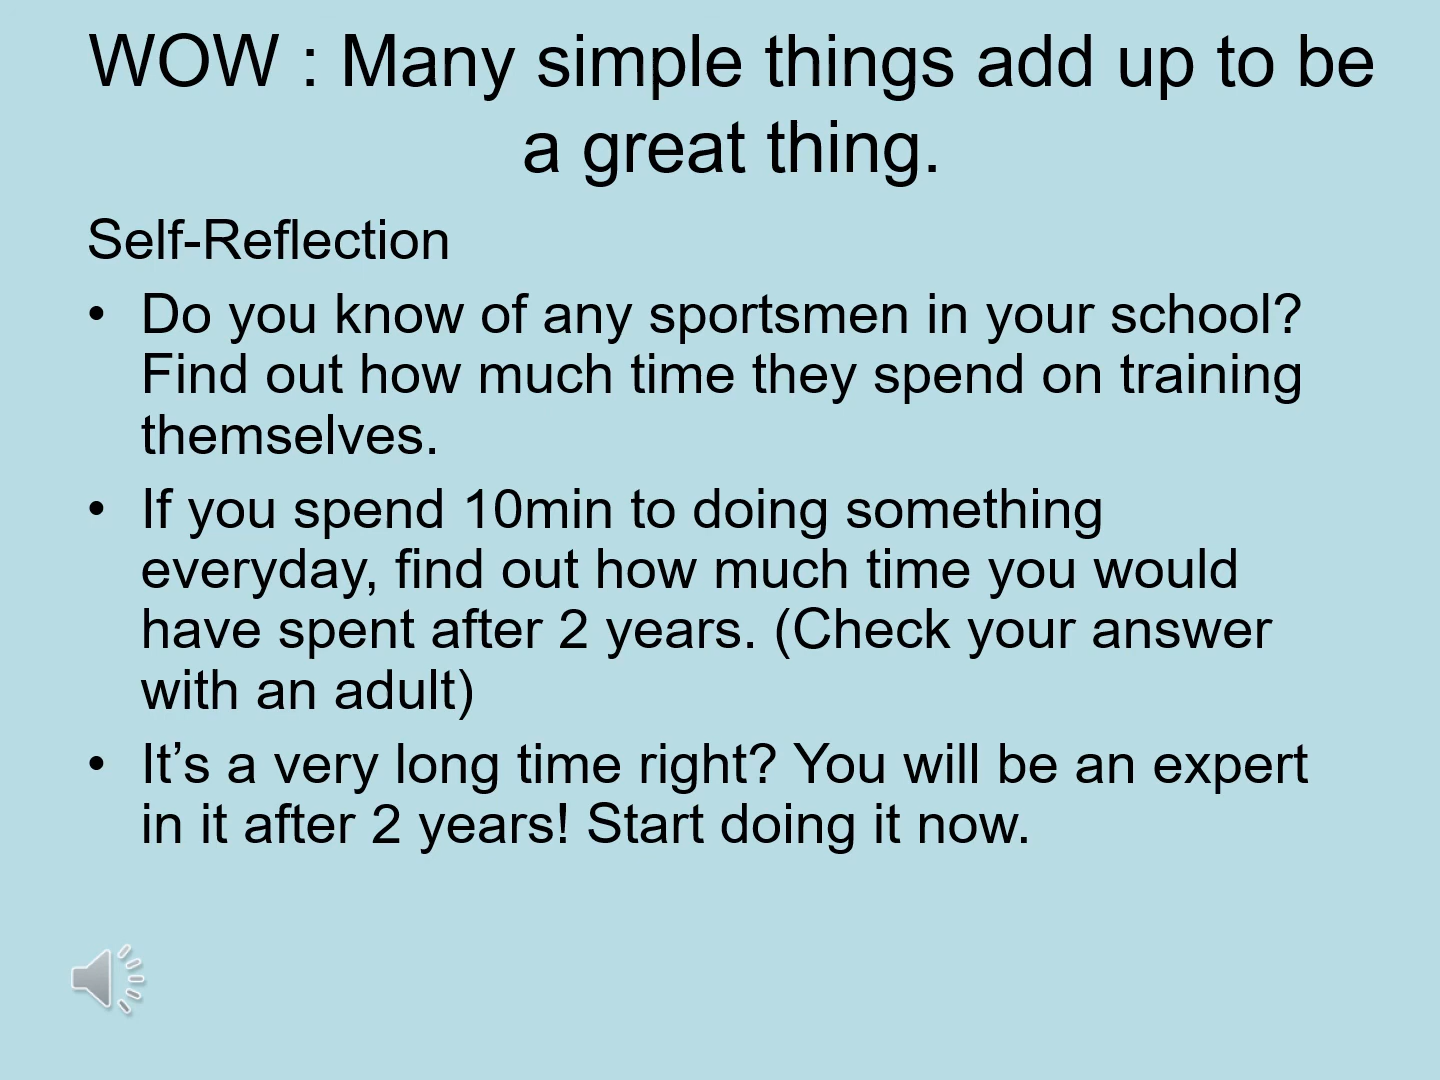 WOW : Many simple things add up to be
a great thing.
Self-Reflection
• Do you know of any sportsmen in your school?
Find out how much time they spend on training
themselves.
• If you spend 10min to doing something
everyday, find out how much time you would
have spent after 2 years. (Check your answer
with an adult)
• It’s a very long time right? You will be an expert
in it after 2 years! Start doing it now.